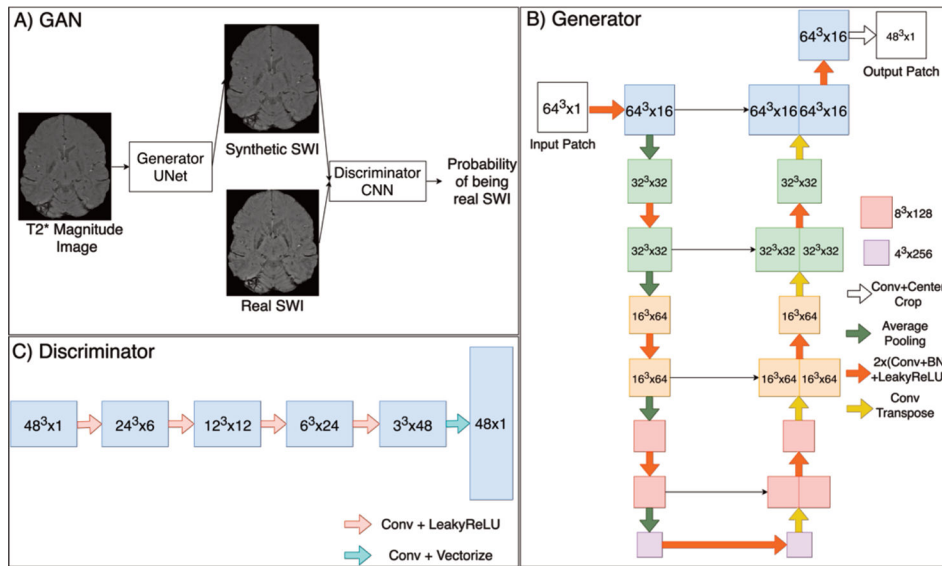 A) GAN
Synthetic SWI
Generator
UNet
Discriminator
CNN
Probability
of being
real SWI
T2* Magnitude
Image
Real SWI
B) Generator
64³x1
Input Patch
64³x16
64³x16
64³x16
64³x16
48³x1
Output Patch
32³x32
32³x32
32³x32
32³x32
32³x32
16³x64
16³x64
16³x64
16³x64
16³x64
8³x128
4³x256
Conv+Center
Crop
Average
Pooling
2x(Conv+BN
+LeakyReLU
Conv
Transpose
C) Discriminator
48³x1
24³x6
12³x12
6³x24
3³x48
48x1
Conv + LeakyReLU
Conv + Vectorize